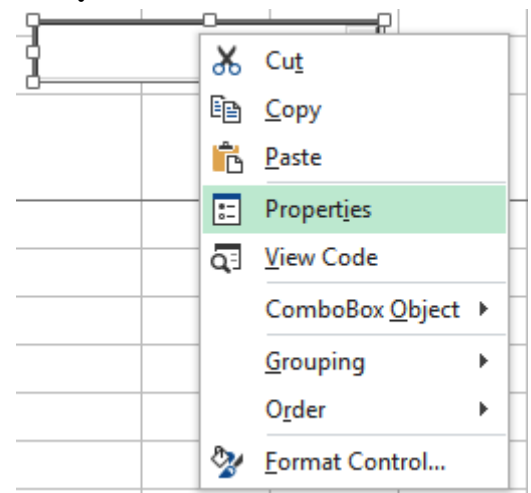 Cut
Copy
Paste
Properties
View Code
ComboBox Object
Grouping
Order
Format Control...